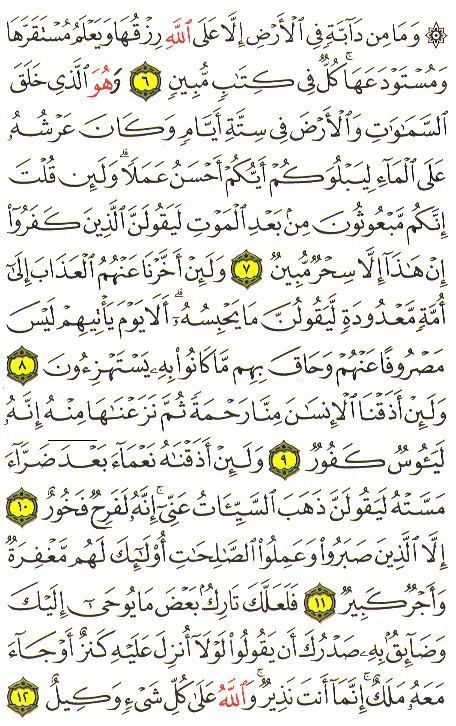 ۞ وَمَا مِن دَآبَّةٍ فِي ٱلْأَرْضِ إِلَّا عَلَى ٱللَّهِ رِزْقُهَا وَيَعْلَمُ مُسْتَقَرَّهَا
وَمُسْتَوْدَعَهَا ۚ كُلٌّ فِي كِتَٰبٍ مُّبِينٍ ٦ وَهُوَ ٱلَّذِي خَلَقَ
ٱلسَّمَٰوَٰتِ وَٱلْأَرْضَ فِي سِتَّةِ أَيَّامٍ وَكَانَ عَرْشُهُۥ
عَلَى ٱلْمَآءِ لِيَبْلُوَكُمْ أَيُّكُمْ أَحْسَنُ عَمَلًا ۗ وَلَئِن قُلْتَ
إِنَّكُم مَّبْعُوثُونَ مِنۢ بَعْدِ ٱلْمَوْتِ لَيَقُولَنَّ ٱلَّذِينَ كَفَرُوٓا۟
إِنْ هَٰذَآ إِلَّا سِحْرٌ مُّبِينٌ ٧ وَلَئِنْ أَخَّرْنَا عَنْهُمُ ٱلْعَذَابَ إِلَىٰٓ
أُمَّةٍ مَّعْدُودَةٍ لَّيَقُولُنَّ مَا يَحْبِسُهُۥٓ ۗ أَلَا يَوْمَ يَأْتِيهِمْ لَيْسَ
مَصْرُوفًا عَنْهُمْ وَحَاقَ بِهِم مَّا كَانُوا۟ بِهِۦ يَسْتَهْزِءُونَ ٨
وَلَئِنْ أَذَقْنَا ٱلْإِنسَٰنَ مِنَّا رَحْمَةً ثُمَّ نَزَعْنَٰهَا مِنْهُ إِنَّهُۥ
لَيَـُٔوسٌ كَفُورٌ ٩ وَلَئِنْ أَذَقْنَٰهُ نَعْمَآءَ بَعْدَ ضَرَّآءَ
مَسَّتْهُ لَيَقُولَنَّ ذَهَبَ ٱلسَّيِّـَٔاتُ عَنِّيٓ ۚ إِنَّهُۥ لَفَرِحٌ فَخُورٌ ١٠
إِلَّا ٱلَّذِينَ صَبَرُوا۟ وَعَمِلُوا۟ ٱلصَّٰلِحَٰتِ أُو۟لَٰٓئِكَ لَهُم مَّغْفِرَةٌ
وَأَجْرٌ كَبِيرٌ ١١ فَلَعَلَّكَ تَارِكٌۢ بَعْضَ مَا يُوحَىٰٓ إِلَيْكَ
وَضَآئِقٌۢ بِهِۦ صَدْرُكَ أَن يَقُولُوا۟ لَوْلَآ أُنزِلَ عَلَيْهِ كَنزٌ أَوْ جَآءَ
مَعَهُۥ مَلَكٌ ۚ إِنَّمَآ أَنتَ نَذِيرٌ ۚ وَٱللَّهُ عَلَىٰ كُلِّ شَيْءٍ وَكِيلٌ ١٢